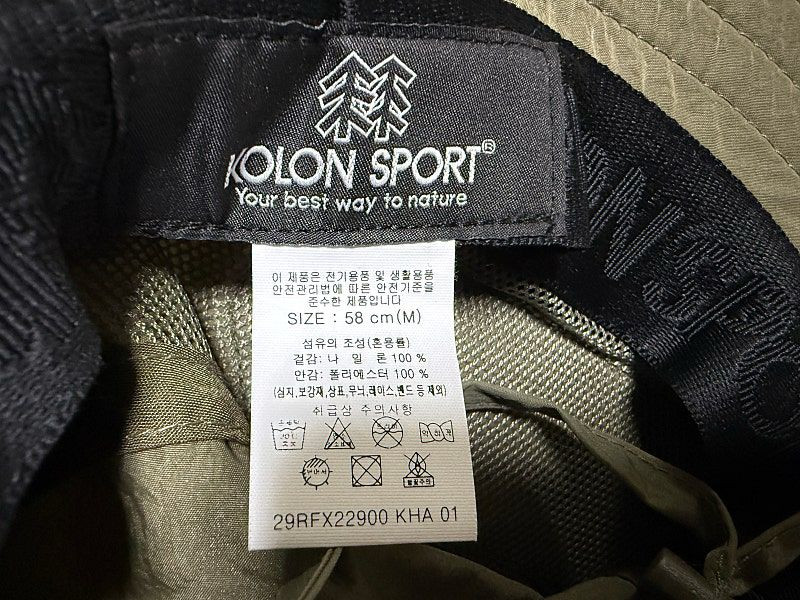 KOLON SPORT®
Your best way to nature
이 제품은 전기용품 및 생활용품
안전관리법에 따른 안전기준을
준수한 제품입니다
SIZE : 58 cm(M)
섬유의 조성(혼용률)
겉감: 나 일 론 100 %
안감: 폴리에스터 100 %
(심지,보강재,상표,무늬,레이스,밴드 등 제외)
취급상 주의사항
29RFX22900 KHA 01